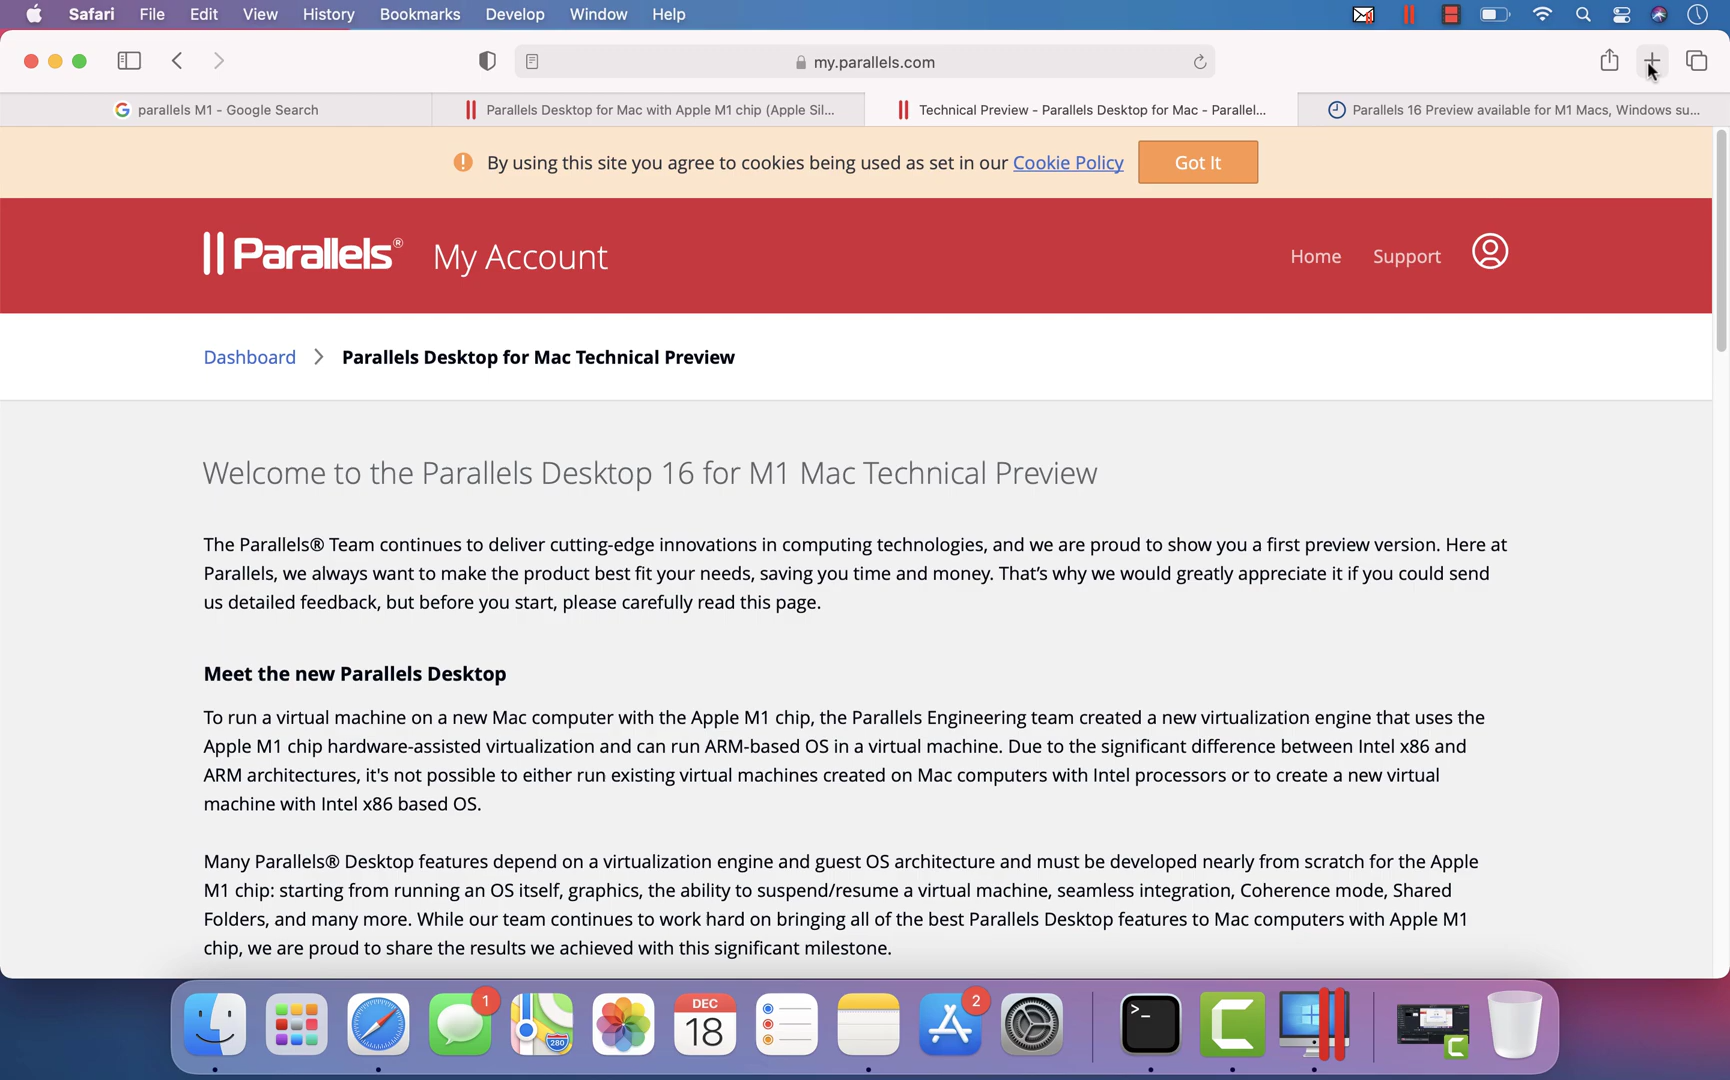 Safari File Edit View History Bookmarks Develop Window Help
my.parallels.com
parallels M1 - Google Search
Parallels Desktop for Mac with Apple M1 chip (Apple Sil...
Technical Preview - Parallels Desktop for Mac - Parallel...
Parallels 16 Preview available for M1 Macs, Windows su...
By using this site you agree to cookies being used as set in our Cookie Policy
Got It
Parallels® My Account
Home Support
Dashboard > Parallels Desktop for Mac Technical Preview
Welcome to the Parallels Desktop 16 for M1 Mac Technical Preview
The Parallels® Team continues to deliver cutting-edge innovations in computing technologies, and we are proud to show you a first preview version. Here at
Parallels, we always want to make the product best fit your needs, saving you time and money. That's why we would greatly appreciate it if you could send
us detailed feedback, but before you start, please carefully read this page.
Meet the new Parallels Desktop
To run a virtual machine on a new Mac computer with the Apple M1 chip, the Parallels Engineering team created a new virtualization engine that uses the
Apple M1 chip hardware-assisted virtualization and can run ARM-based OS in a virtual machine. Due to the significant difference between Intel x86 and
ARM architectures, it's not possible to either run existing virtual machines created on Mac computers with Intel processors or to create a new virtual
machine with Intel x86 based OS.
Many Parallels® Desktop features depend on a virtualization engine and guest OS architecture and must be developed nearly from scratch for the Apple
M1 chip: starting from running an OS itself, graphics, the ability to suspend/resume a virtual machine, seamless integration, Coherence mode, Shared
Folders, and many more. While our team continues to work hard on bringing all of the best Parallels Desktop features to Mac computers with Apple M1
chip, we are proud to share the results we achieved with this significant milestone.
1
280
DEC
18
2
>_